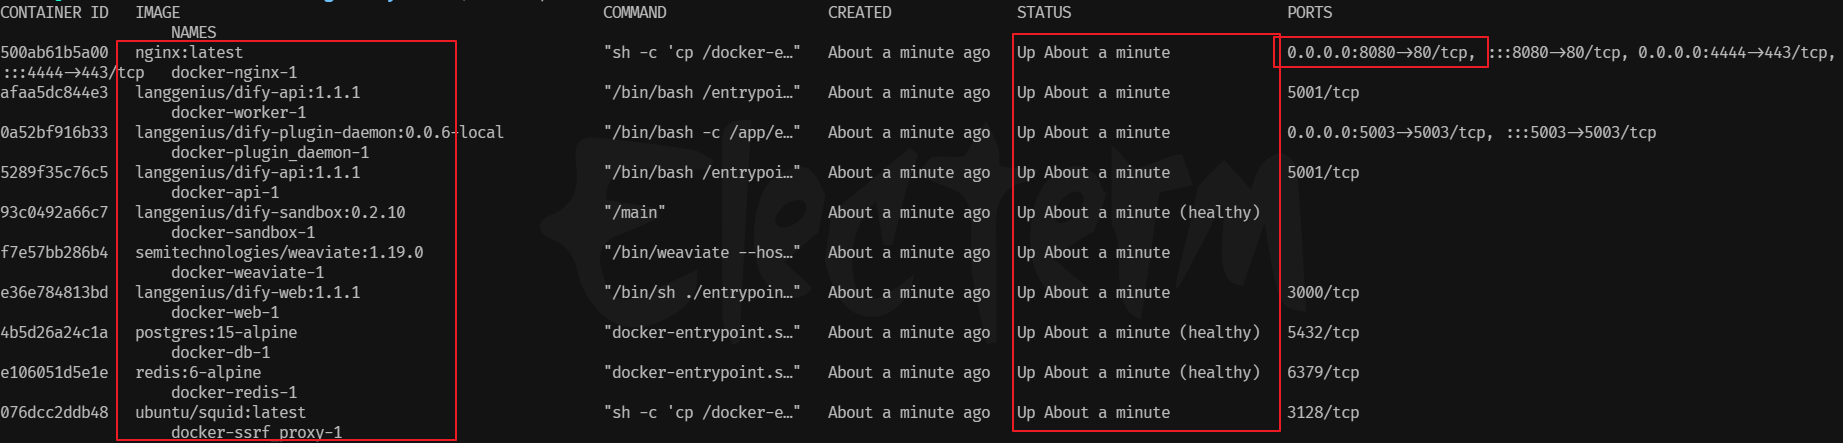 CONTAINER ID   IMAGE   COMMAND   CREATED   STATUS   PORTS
NAMES
500ab61b5a00   nginx:latest   "sh -c 'cp /docker-e…"   About a minute ago   Up About a minute   0.0.0.0:8080->80/tcp, :::8080->80/tcp, 0.0.0.0:4444->443/tcp,
:::4444->443/tcp   docker-nginx-1
afaa5dc844e3   langgenius/dify-api:1.1.1   "/bin/bash /entrypoi…"   About a minute ago   Up About a minute   5001/tcp
docker-worker-1
0a52bf916b33   langgenius/dify-plugin-daemon:0.0.6-local   "/bin/bash -c /app/e…"   About a minute ago   Up About a minute   0.0.0.0:5003->5003/tcp, :::5003->5003/tcp
docker-plugin_daemon-1
5289f35c76c5   langgenius/dify-api:1.1.1   "/bin/bash /entrypoi…"   About a minute ago   Up About a minute   5001/tcp
docker-api-1
93c0492a66c7   langgenius/dify-sandbox:0.2.10   "/main"   About a minute ago   Up About a minute (healthy)
docker-sandbox-1
f7e57bb286b4   semitechnologies/weaviate:1.19.0   "/bin/weaviate --hos…"   About a minute ago   Up About a minute
docker-weaviate-1
e36e784813bd   langgenius/dify-web:1.1.1   "/bin/sh ./entrypoin…"   About a minute ago   Up About a minute   3000/tcp
docker-web-1
4b5d26a24c1a   postgres:15-alpine   "docker-entrypoint.s…"   About a minute ago   Up About a minute (healthy)   5432/tcp
docker-db-1
e106051d5e1e   redis:6-alpine   "docker-entrypoint.s…"   About a minute ago   Up About a minute (healthy)   6379/tcp
docker-redis-1
076dcc2ddb48   ubuntu/squid:latest   "sh -c 'cp /docker-e…"   About a minute ago   Up About a minute   3128/tcp
docker-ssrf_proxy-1
Electerm